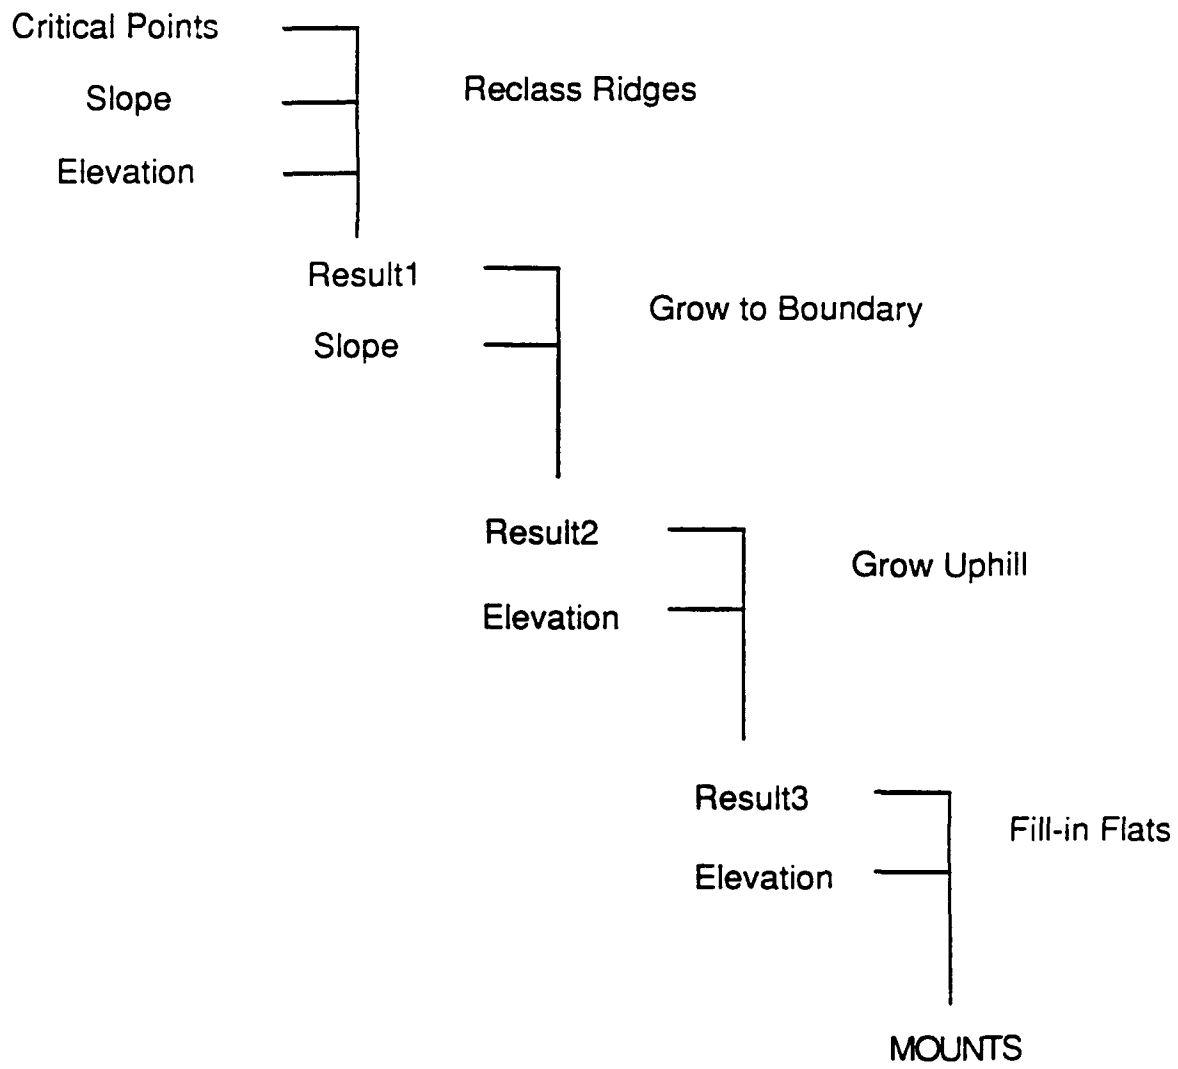 Critical Points
Slope
Reclass Ridges
Elevation
Result1
Grow to Boundary
Slope
Result2
Grow Uphill
Elevation
Result3
Fill-in Flats
Elevation
MOUNTS